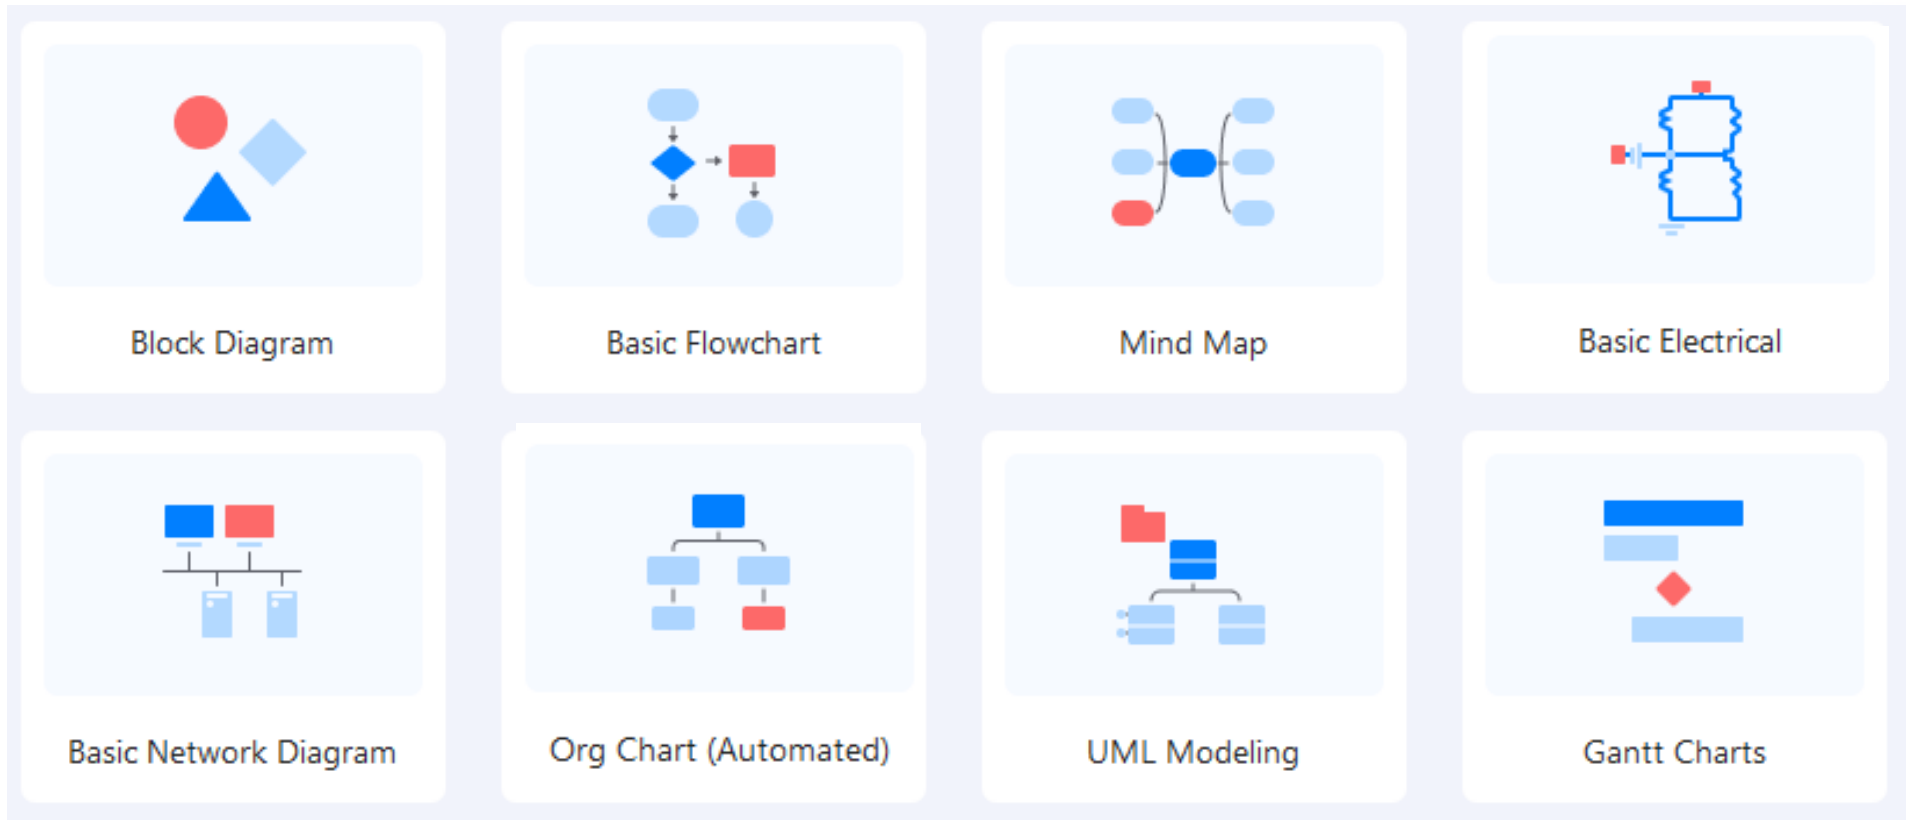 Block Diagram
Basic Flowchart
Mind Map
Basic Electrical
Basic Network Diagram
Org Chart (Automated)
UML Modeling
Gantt Charts